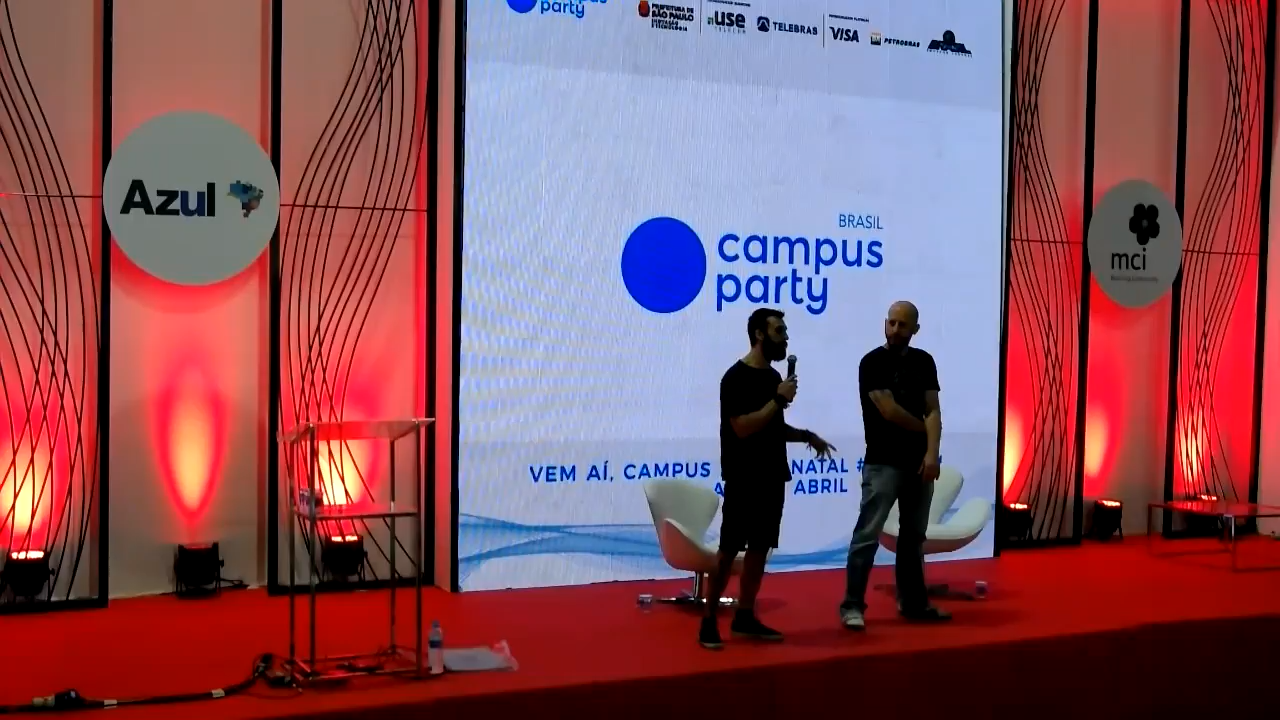 party
PREFEITURA DE
SÃO PAULO
use
TELECOM
TELEBRAS
VISA
PETROBRAS
Azul
BRASIL
campus
party
mci
VEM AÍ, CAMPUS NATAL #
ABRIL